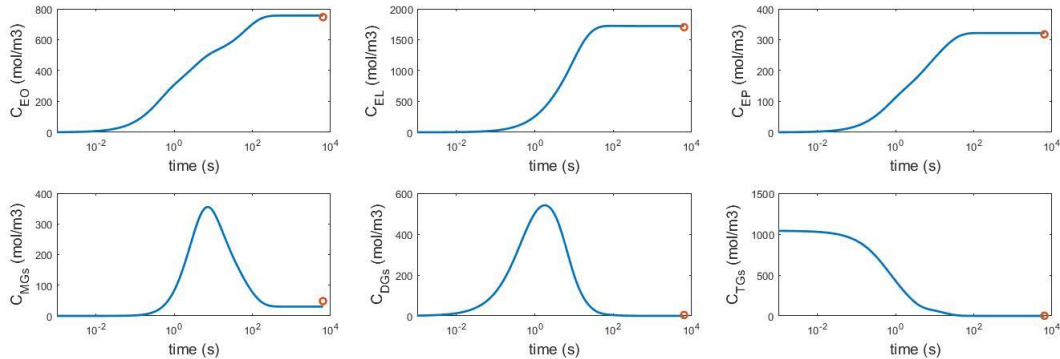 800
600
400
200
0
C_EO (mol/m3)
10^-2 10^0 10^2 10^4
time (s)
2000
1500
1000
500
0
C_EL (mol/m3)
10^-2 10^0 10^2 10^4
time (s)
400
300
200
100
0
C_EP (mol/m3)
10^-2 10^0 10^2 10^4
time (s)
400
300
200
100
0
C_MGs (mol/m3)
10^-2 10^0 10^2 10^4
time (s)
600
400
200
0
C_DGs (mol/m3)
10^-2 10^0 10^2 10^4
time (s)
1500
1000
500
0
C_TGs (mol/m3)
10^-2 10^0 10^2 10^4
time (s)